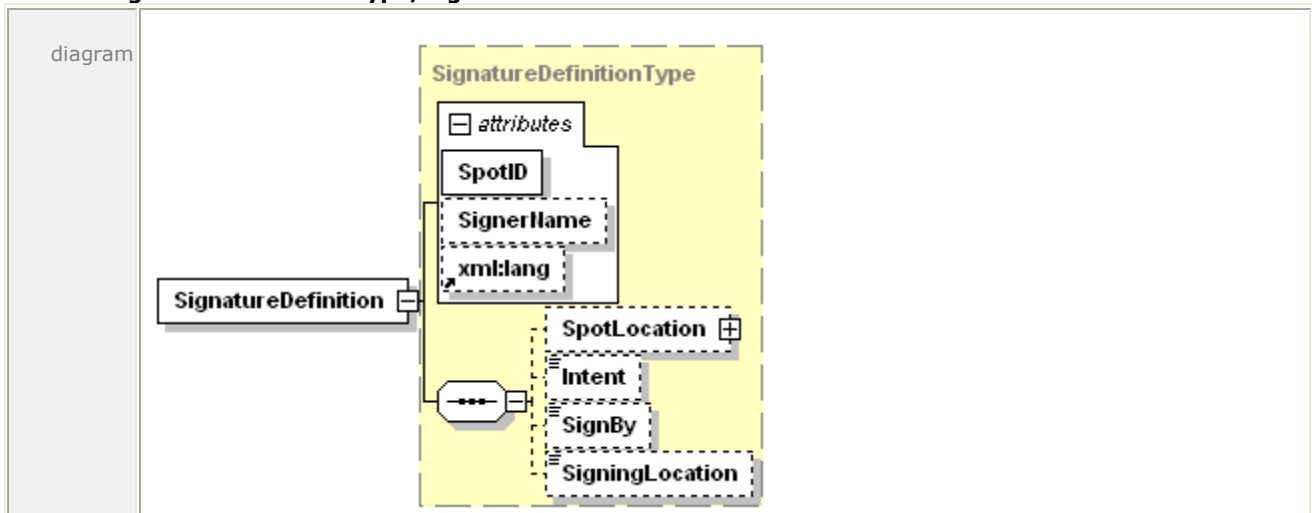 diagram
SignatureDefinitionType
attributes
SpotID
SignerName
xml:lang
SignatureDefinition
SpotLocation
Intent
SignBy
SigningLocation